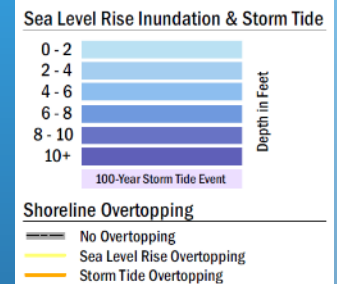 Sea Level Rise Inundation & Storm Tide
0 - 2
2 - 4
4 - 6
6 - 8
8 - 10
10+
Depth in Feet
100-Year Storm Tide Event
Shoreline Overtopping
No Overtopping
Sea Level Rise Overtopping
Storm Tide Overtopping